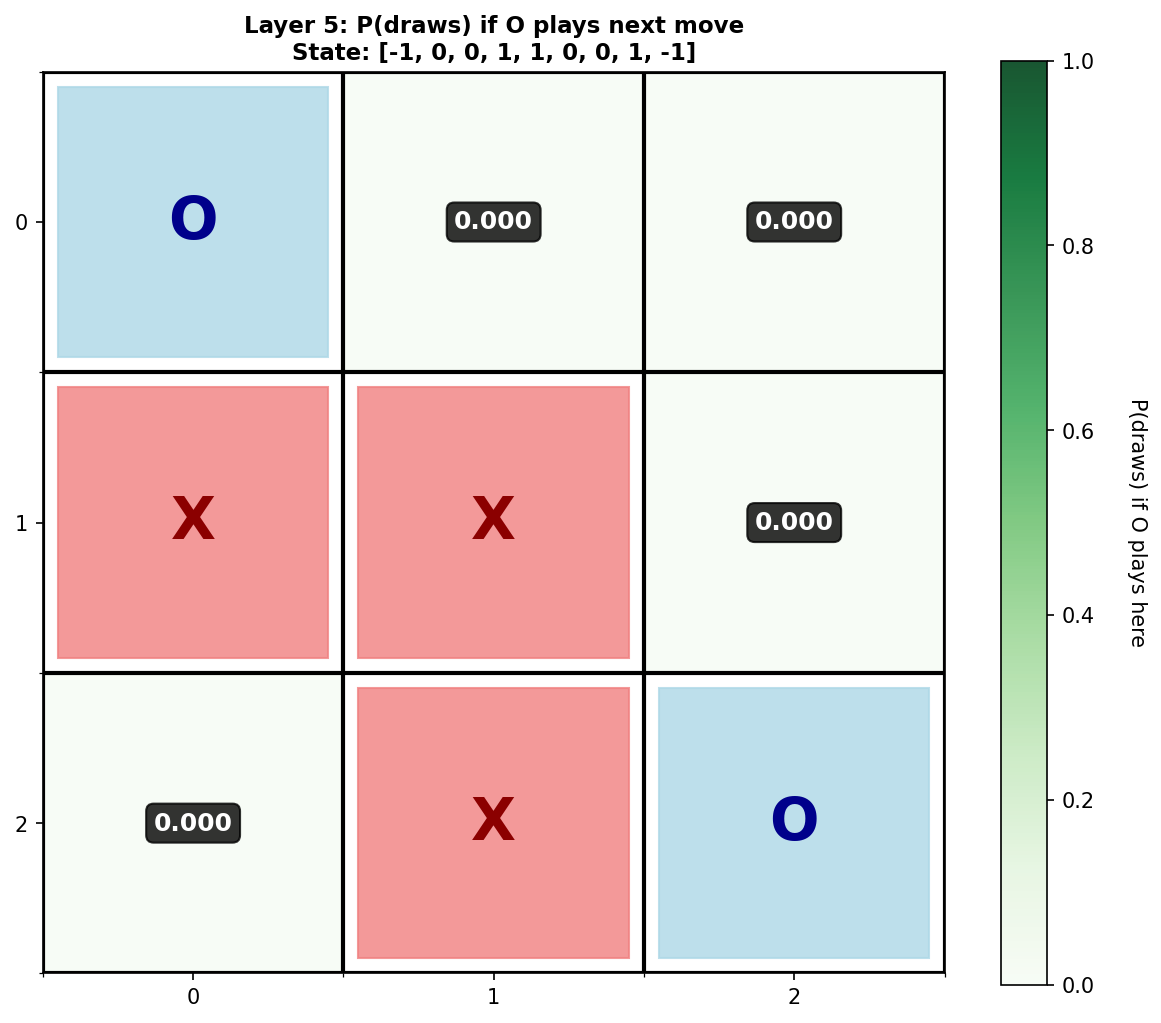 Layer 5: P(draws) if O plays next move
State: [-1, 0, 0, 1, 1, 0, 0, 1, -1]
0
O
0.000
0.000
1
X
X
0.000
2
0.000
X
O
0
1
2
1.0
0.8
0.6
0.4
0.2
0.0
P(draws) if O plays here